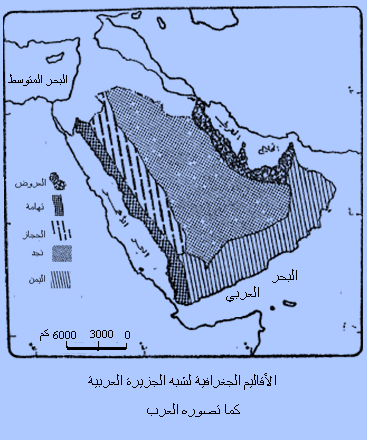 البحر المتوسط
العروض
تهامة
الحجاز
نجد
اليمن
البحر
العربي
كم 6000 3000 0
الأقاليم الجغرافية لشبه الجزيرة العربية
كما تصوره العرب